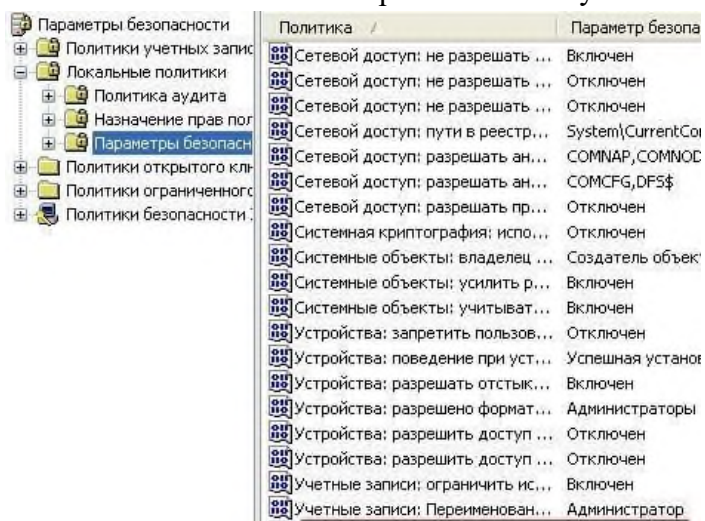 Параметры безопасности
Политики учетных запис
Локальные политики
Политика аудита
Назначение прав пол
Параметры безопасн
Политики открытого клю
Политики ограниченного
Политики безопасности
Политика / Параметр безопа
Сетевой доступ: не разрешать ... Включен
Сетевой доступ: не разрешать ... Отключен
Сетевой доступ: не разрешать ... Отключен
Сетевой доступ: пути в реестр... System\CurrentCor
Сетевой доступ: разрешать ан... COMNAP,COMNOD
Сетевой доступ: разрешать ан... COMCFG,DFS$
Сетевой доступ: разрешать пр... Отключен
Системная криптография: испо... Отключен
Системные объекты: владелец ... Создатель объект
Системные объекты: усилить р... Включен
Системные объекты: учитыват... Включен
Устройства: запретить пользов... Отключен
Устройства: поведение при уст... Успешная установ
Устройства: разрешать отстык... Включен
Устройства: разрешено формат... Администраторы
Устройства: разрешить доступ ... Отключен
Устройства: разрешить доступ ... Отключен
Учетные записи: ограничить ис... Включен
Учетные записи: Переименован... Администратор